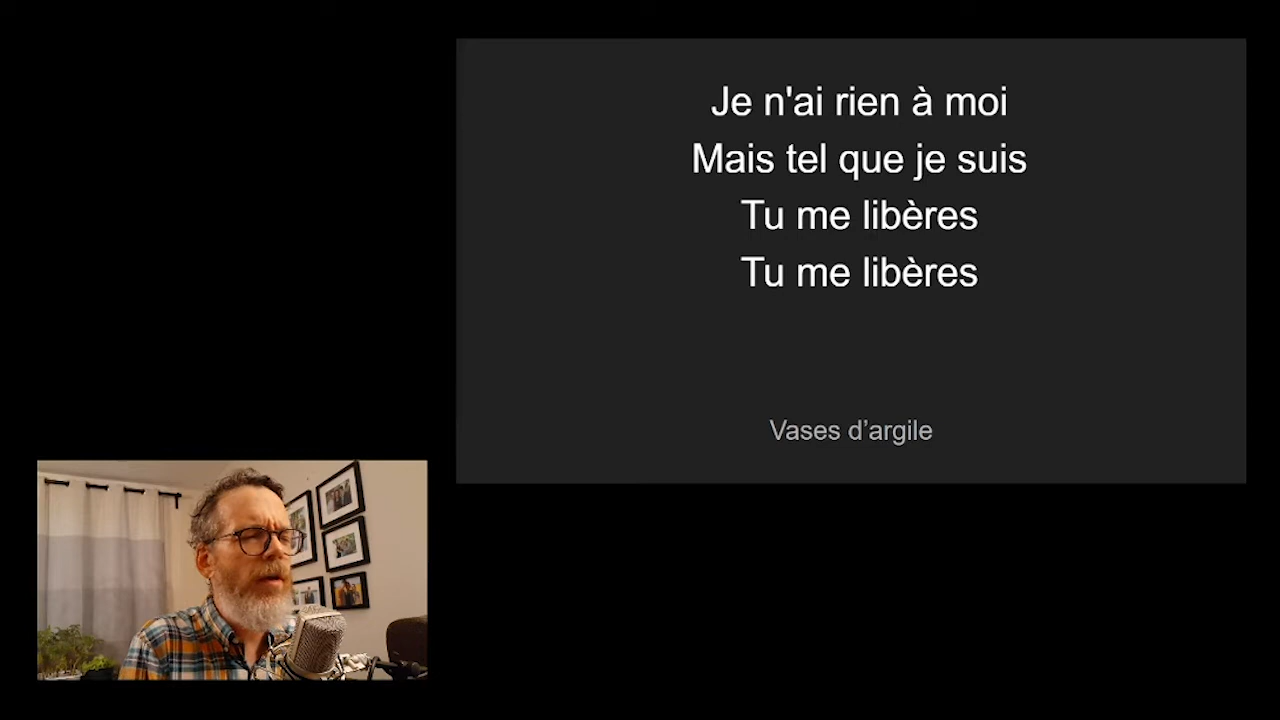 Je n'ai rien à moi
Mais tel que je suis
Tu me libères
Tu me libères
Vases d’argile